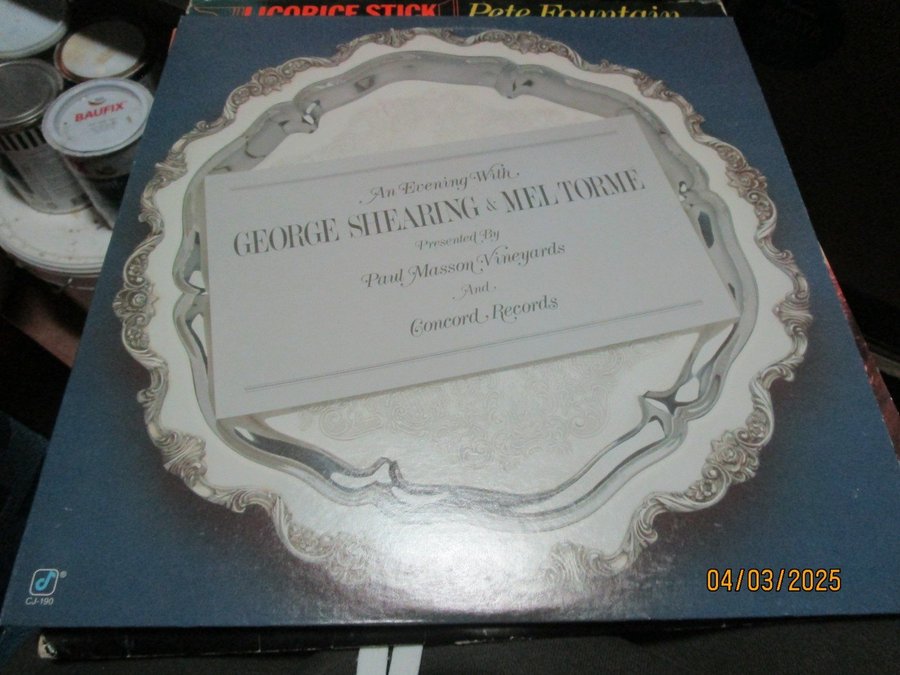 LICORICE STICK Pete Fountain
BAUFIX
An Evening With
GEORGE SHEARING & MEL TORME
Presented By
Paul Masson Vineyards
And
Concord Records
®
CJ-190
04/03/2025